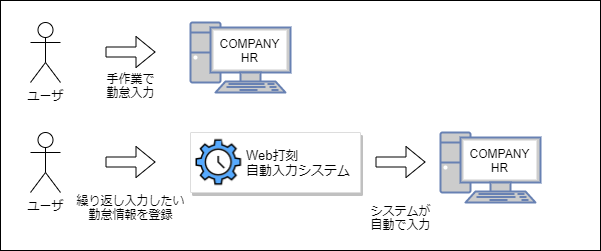 COMPANY
HR
手作業で
勤怠入力
ユーザ
Web打刻
自動入力システム
COMPANY
HR
繰り返し入力したい
勤怠情報を登録
システムが
自動で入力
ユーザ